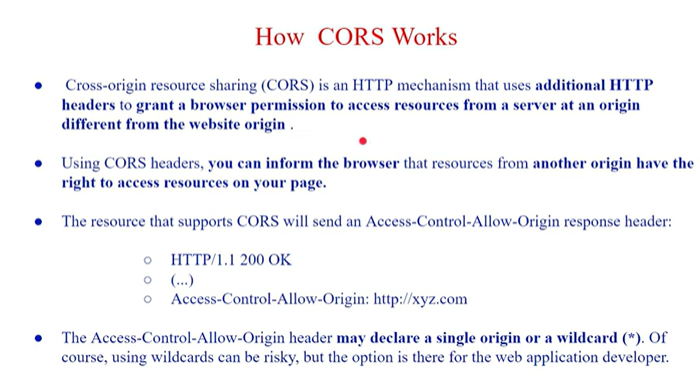 How CORS Works
● Cross-origin resource sharing (CORS) is an HTTP mechanism that uses additional HTTP
headers to grant a browser permission to access resources from a server at an origin
different from the website origin .
● Using CORS headers, you can inform the browser that resources from another origin have the
right to access resources on your page.
● The resource that supports CORS will send an Access-Control-Allow-Origin response header:
○ HTTP/1.1 200 OK
○ (...)
○ Access-Control-Allow-Origin: http://xyz.com
● The Access-Control-Allow-Origin header may declare a single origin or a wildcard (*). Of
course, using wildcards can be risky, but the option is there for the web application developer.